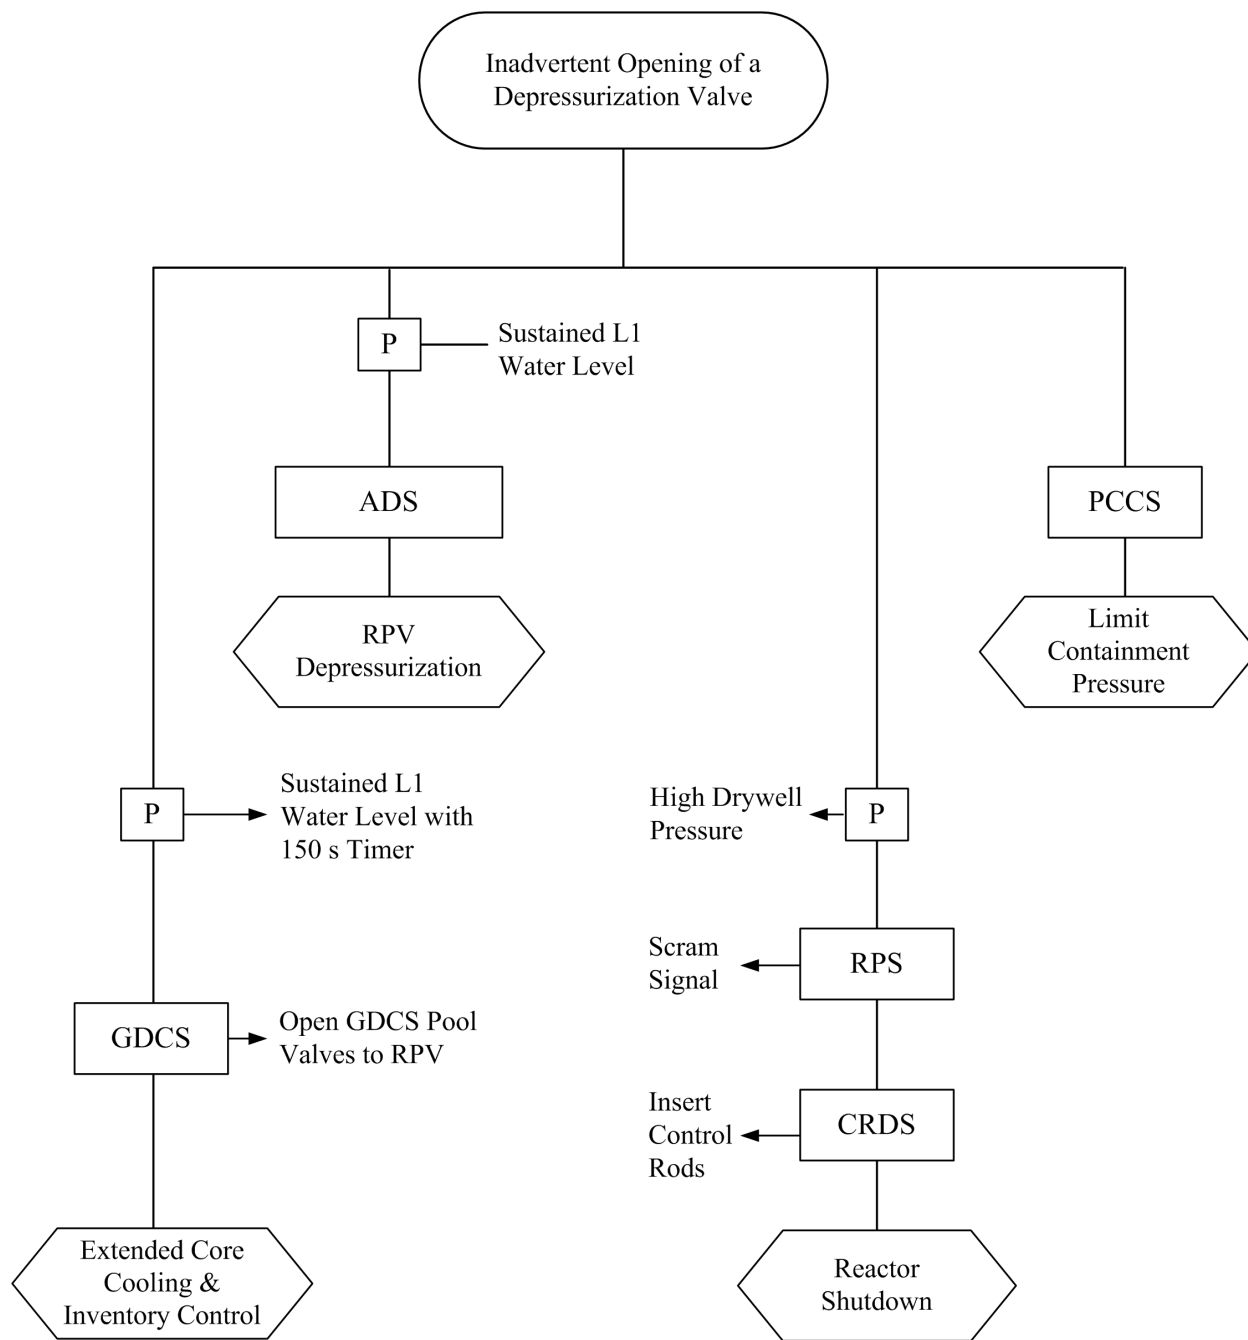 Inadvertent Opening of a
Depressurization Valve
P
Sustained L1
Water Level
ADS
PCCS
RPV
Depressurization
Limit
Containment
Pressure
P
Sustained L1
Water Level with
150 s Timer
High Drywell
Pressure
P
Scram
Signal
RPS
GDCS
Open GDCS Pool
Valves to RPV
Insert
Control
Rods
CRDS
Extended Core
Cooling &
Inventory Control
Reactor
Shutdown